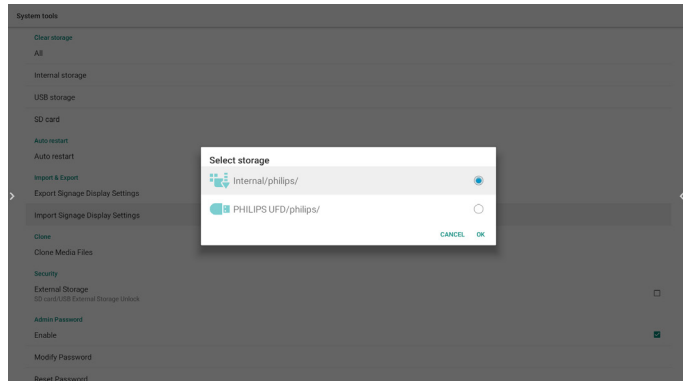 System tools
Clear storage
All
Internal storage
USB storage
SD card
Auto restart
Auto restart
Import & Export
Export Signage Display Settings
Import Signage Display Settings
Clone
Clone Media Files
Security
External Storage
SD card/USB External Storage Unlock
Admin Password
Enable
Modify Password
Reset Password
Select storage
Internal/philips/
PHILIPS UFD/philips/
CANCEL OK